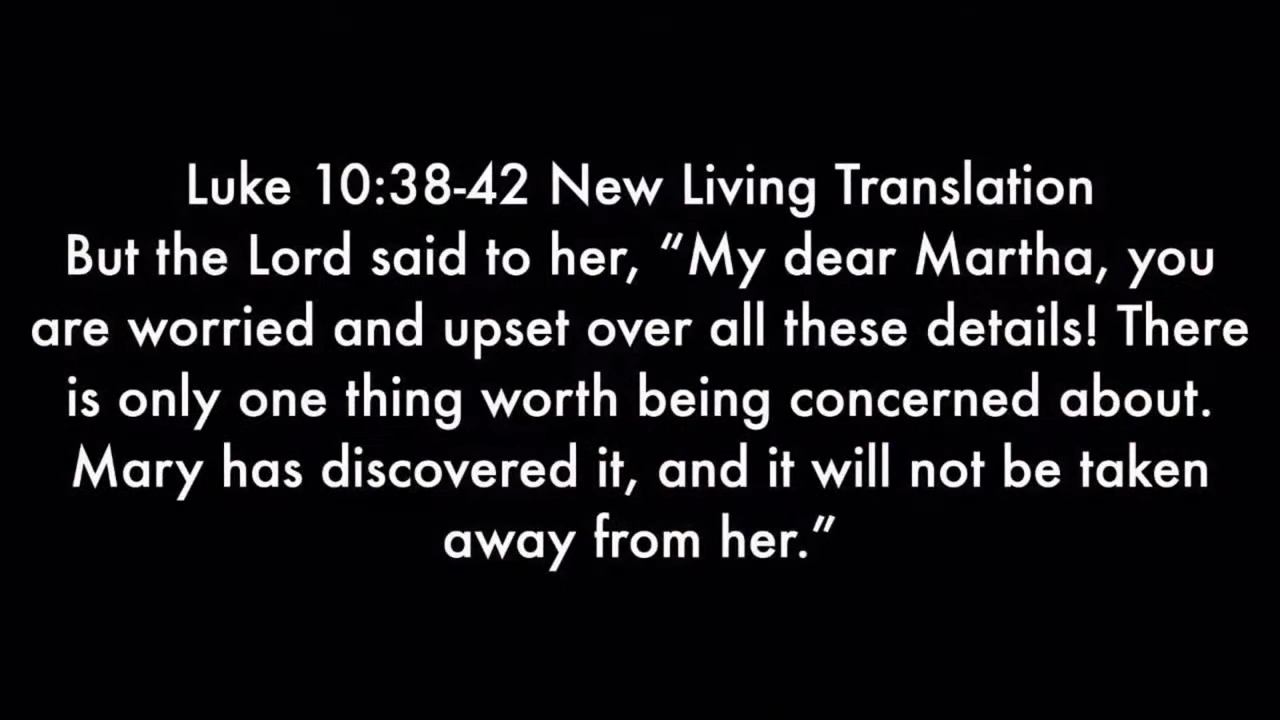 Luke 10:38-42 New Living Translation
But the Lord said to her, “My dear Martha, you
are worried and upset over all these details! There
is only one thing worth being concerned about.
Mary has discovered it, and it will not be taken
away from her.”